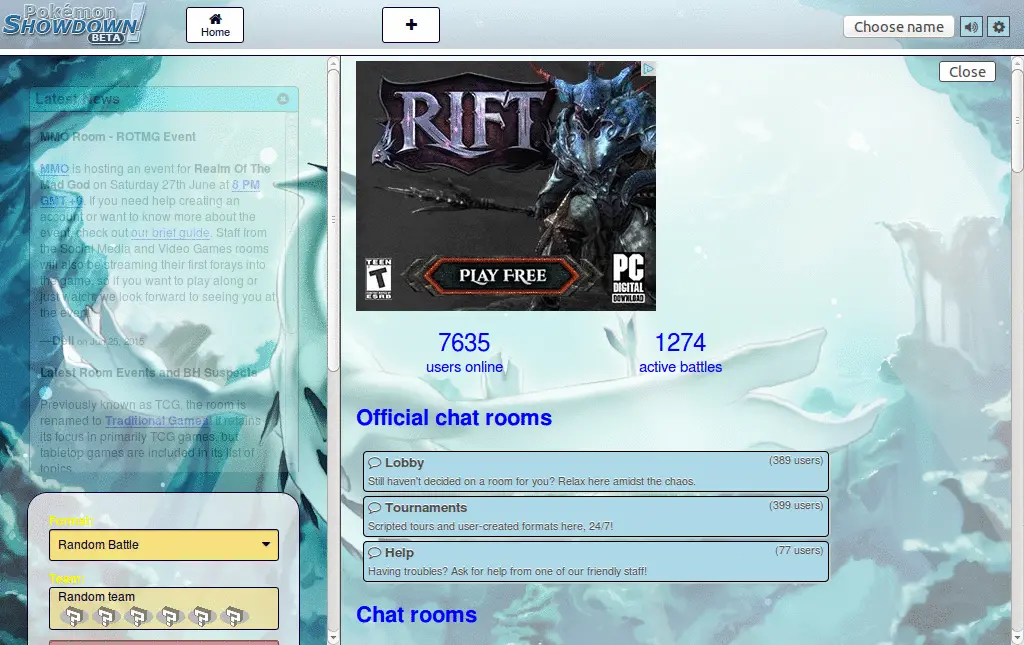 Pokémon
SHOWDOWN!
BETA
Home
+
Choose name
Latest News
MMO Room - ROTMG Event
MMO is hosting an event for Realm Of The
Mad God on Saturday 27th June at 8 PM
GMT +0. If you need help creating an
account or want to know more about the
event, check out our brief guide. Staff from
the Social Media and Video Games rooms
will also be streaming their first forays into
the game, so if you want to play along or
just watch, we look forward to seeing you at
the event!
—Dell on Jun 25, 2015
Latest Room Events and BH Suspects
Previously known as TCG, the room is
renamed to Traditional Games! It retains
its focus in primarily TCG games, but
tabletop games are included in its list of
topics.
Format:
Random Battle
Team:
Random team
Close
RIFT
TEEN
T
ESRB
PLAY FREE
PC
DIGITAL
DOWNLOAD
7635
users online
1274
active battles
Official chat rooms
Lobby
(389 users)
Still haven't decided on a room for you? Relax here amidst the chaos.
Tournaments
(399 users)
Scripted tours and user-created formats here, 24/7!
Help
(77 users)
Having troubles? Ask for help from one of our friendly staff!
Chat rooms